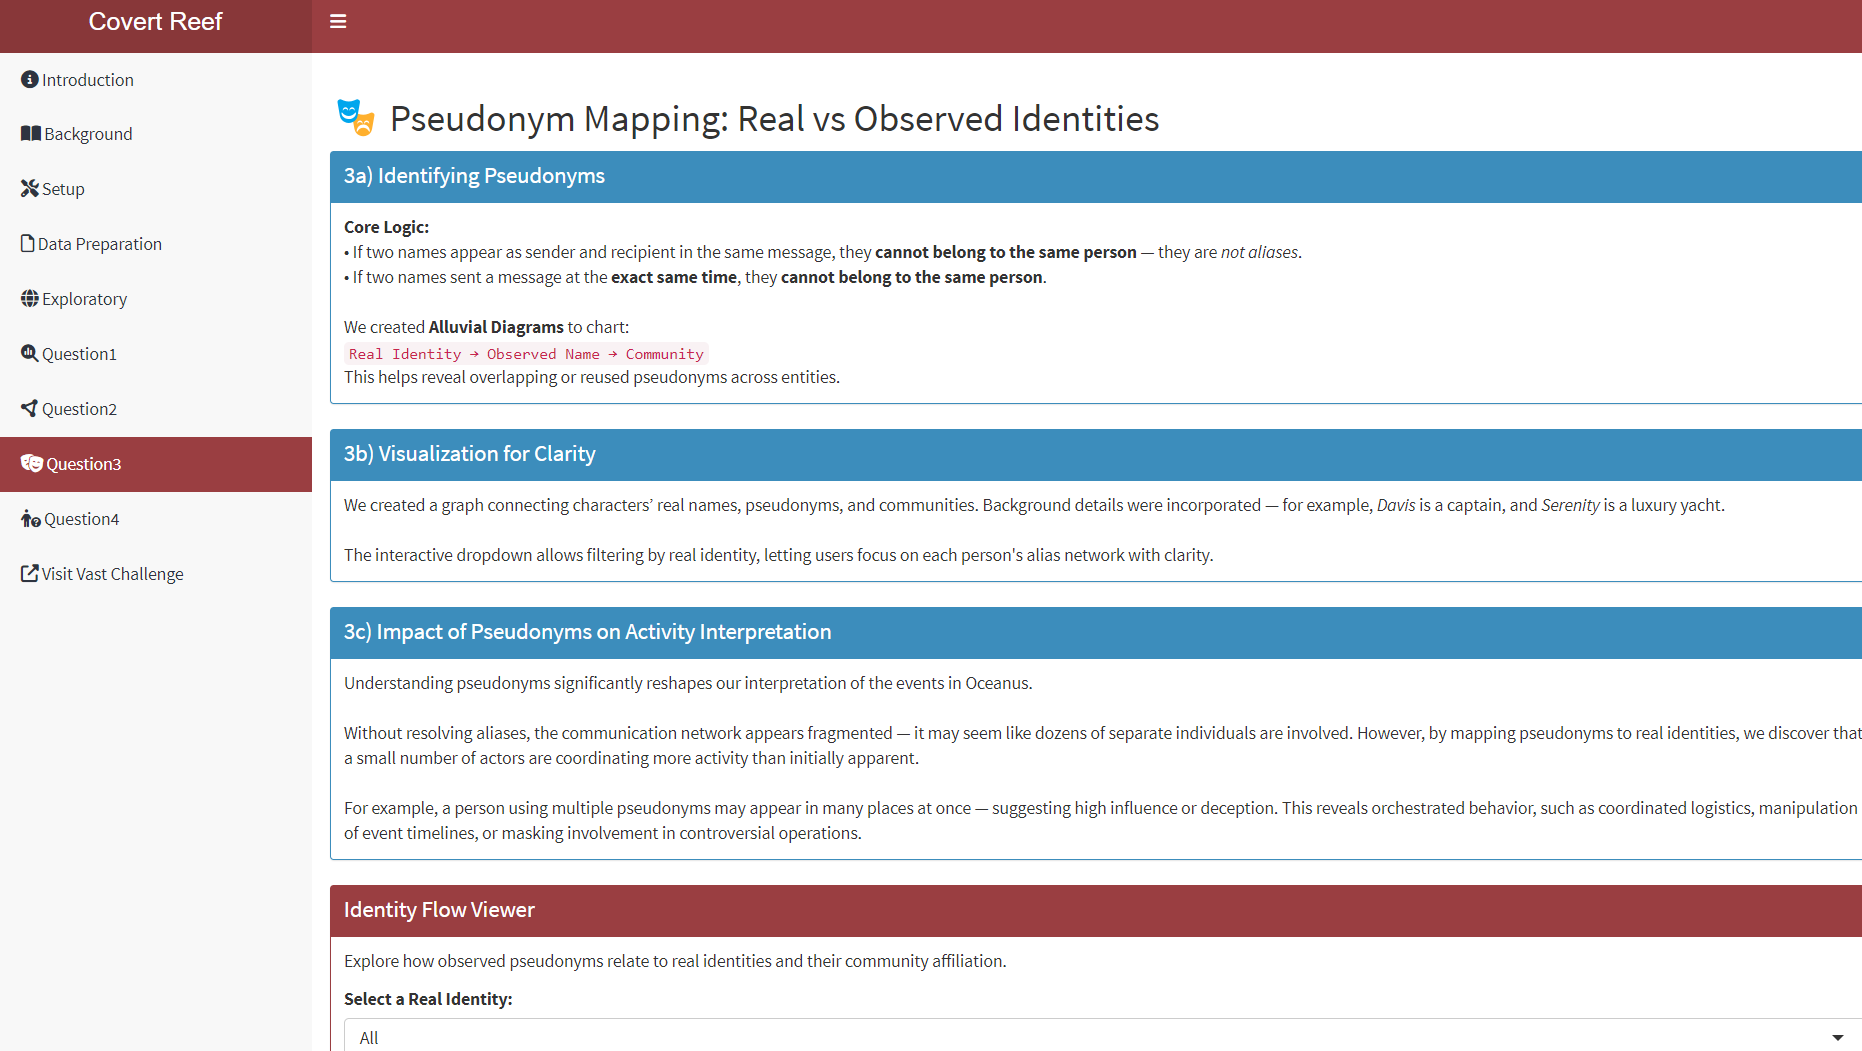 Covert Reef
Introduction
Background
Setup
Data Preparation
Exploratory
Question1
Question2
Question3
Question4
Visit Vast Challenge
Pseudonym Mapping: Real vs Observed Identities
3a) Identifying Pseudonyms
Core Logic:
• If two names appear as sender and recipient in the same message, they cannot belong to the same person — they are not aliases.
• If two names sent a message at the exact same time, they cannot belong to the same person.
We created Alluvial Diagrams to chart:
Real Identity → Observed Name → Community
This helps reveal overlapping or reused pseudonyms across entities.
3b) Visualization for Clarity
We created a graph connecting characters’ real names, pseudonyms, and communities. Background details were incorporated — for example, Davis is a captain, and Serenity is a luxury yacht.
The interactive dropdown allows filtering by real identity, letting users focus on each person's alias network with clarity.
3c) Impact of Pseudonyms on Activity Interpretation
Understanding pseudonyms significantly reshapes our interpretation of the events in Oceanus.
Without resolving aliases, the communication network appears fragmented — it may seem like dozens of separate individuals are involved. However, by mapping pseudonyms to real identities, we discover that
a small number of actors are coordinating more activity than initially apparent.
For example, a person using multiple pseudonyms may appear in many places at once — suggesting high influence or deception. This reveals orchestrated behavior, such as coordinated logistics, manipulation
of event timelines, or masking involvement in controversial operations.
Identity Flow Viewer
Explore how observed pseudonyms relate to real identities and their community affiliation.
Select a Real Identity:
All